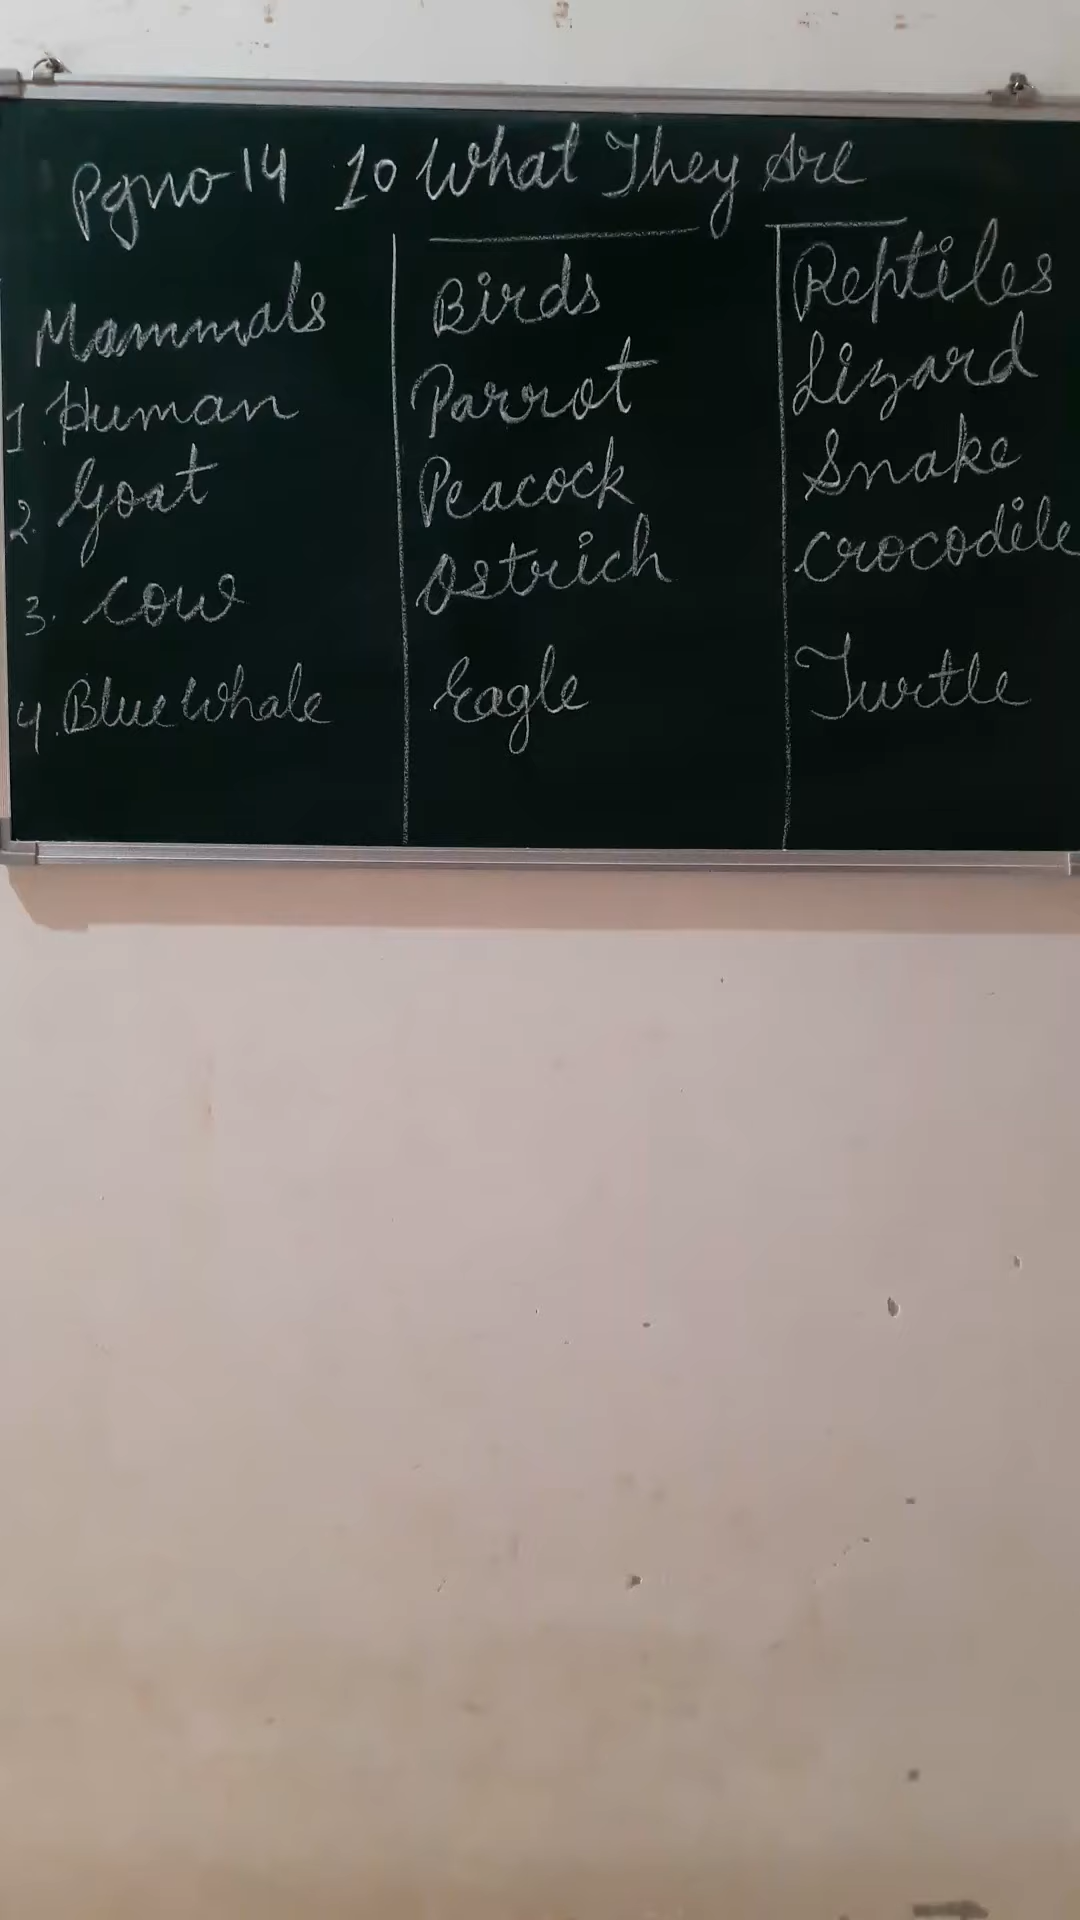 Pgno-14 10 What They Are
Mammals Birds Reptiles
1. Human Parrot Lizard
2. Goat Peacock Snake
3. Cow Ostrich Crocodile
4. Blue Whale Eagle Turtle